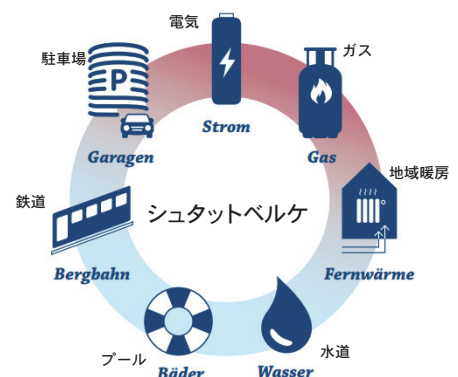 電気
Strom
ガス
Gas
地域暖房
Fernwärme
水道
Wasser
プール
Bäder
鉄道
Bergbahn
駐車場
P
Garagen
シュタットベルケ